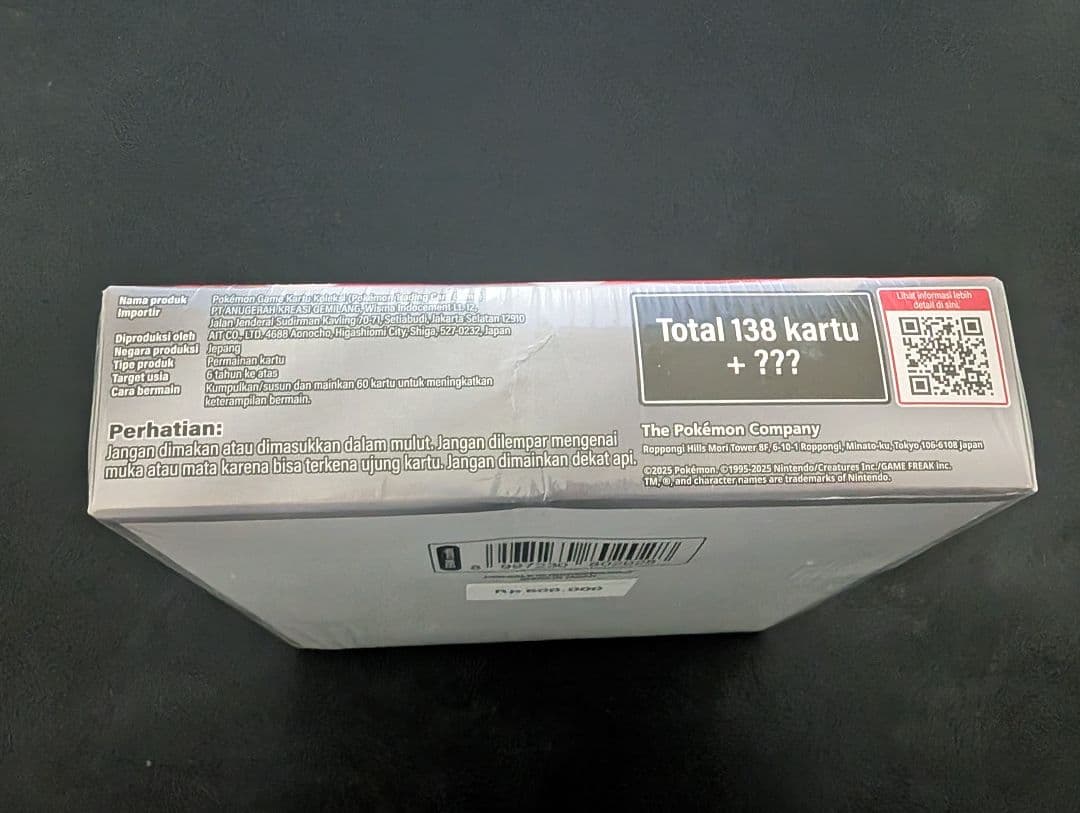 Nama produk Pokémon Game Kartu Koleksi (Pokémon Trading
Importir PT ANUGERAH KREASI GEMILANG, Wisma Indocement Lt. 12,
Jalan Jenderal Sudirman Kavling 70-71, Setiabudi, Jakarta Selatan 12910
Diproduksi oleh AIT CO., LTD. 4688 Aonocho, Higashiomi City, Shiga, 527-0232, Japan
Negara produksi Jepang
Tipe produk Permainan kartu
Target usia 6 tahun ke atas
Cara bermain Kumpulkan/susun dan mainkan 60 kartu untuk meningkatkan
keterampilan bermain.
Perhatian:
Jangan dimakan atau dimasukkan dalam mulut. Jangan dilempar mengenai
muka atau mata karena bisa terkena ujung kartu. Jangan dimainkan dekat api.
Total 138 kartu
+ ???
Lihat informasi lebih
detail di sini.
The Pokémon Company
Roppongi Hills Mori Tower 8F, 6-10-1 Roppongi, Minato-ku, Tokyo 106-6108 Japan
©2025 Pokémon. ©1995-2025 Nintendo/Creatures Inc./GAME FREAK inc.
TM, ®, and character names are trademarks of Nintendo.
8 997230 802028